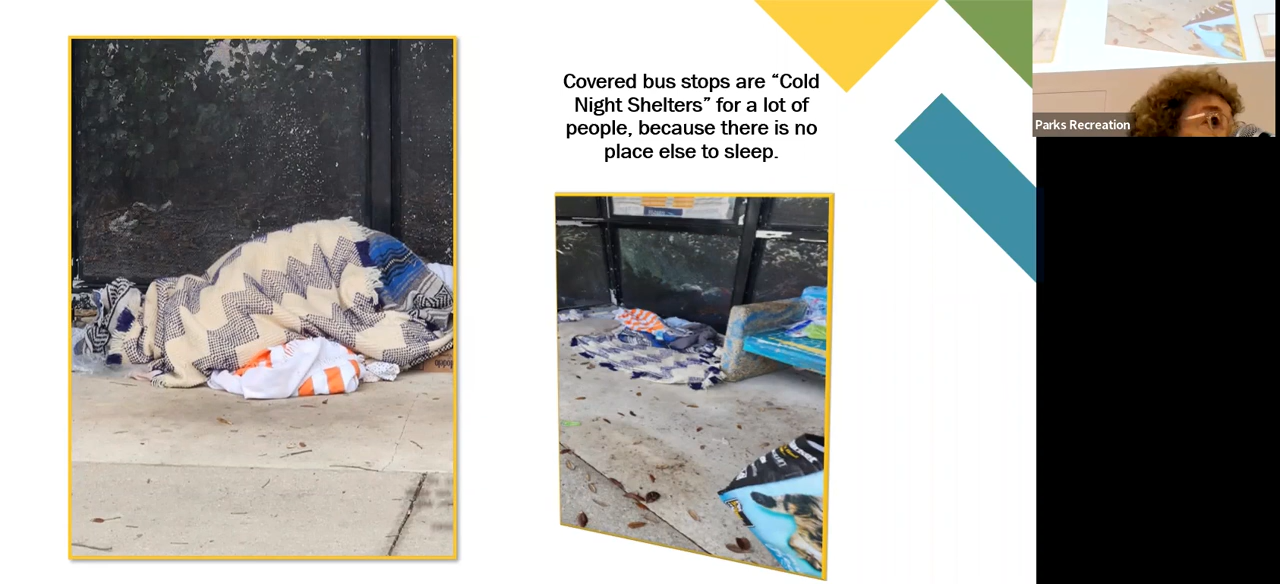 Covered bus stops are “Cold
Night Shelters” for a lot of
people, because there is no
place else to sleep.
Parks Recreation